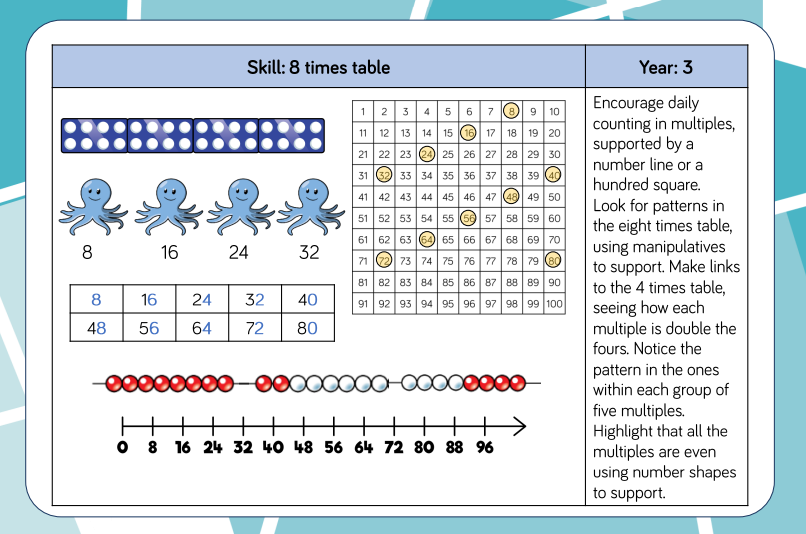 Skill: 8 times table
Year: 3
1 2 3 4 5 6 7 8 9 10
11 12 13 14 15 16 17 18 19 20
21 22 23 24 25 26 27 28 29 30
31 32 33 34 35 36 37 38 39 40
41 42 43 44 45 46 47 48 49 50
51 52 53 54 55 56 57 58 59 60
61 62 63 64 65 66 67 68 69 70
71 72 73 74 75 76 77 78 79 80
81 82 83 84 85 86 87 88 89 90
91 92 93 94 95 96 97 98 99 100
8 16 24 32
8 16 24 32 40
48 56 64 72 80
0 8 16 24 32 40 48 56 64 72 80 88 96
Encourage daily
counting in multiples,
supported by a
number line or a
hundred square.
Look for patterns in
the eight times table,
using manipulatives
to support. Make links
to the 4 times table,
seeing how each
multiple is double the
fours. Notice the
pattern in the ones
within each group of
five multiples.
Highlight that all the
multiples are even
using number shapes
to support.